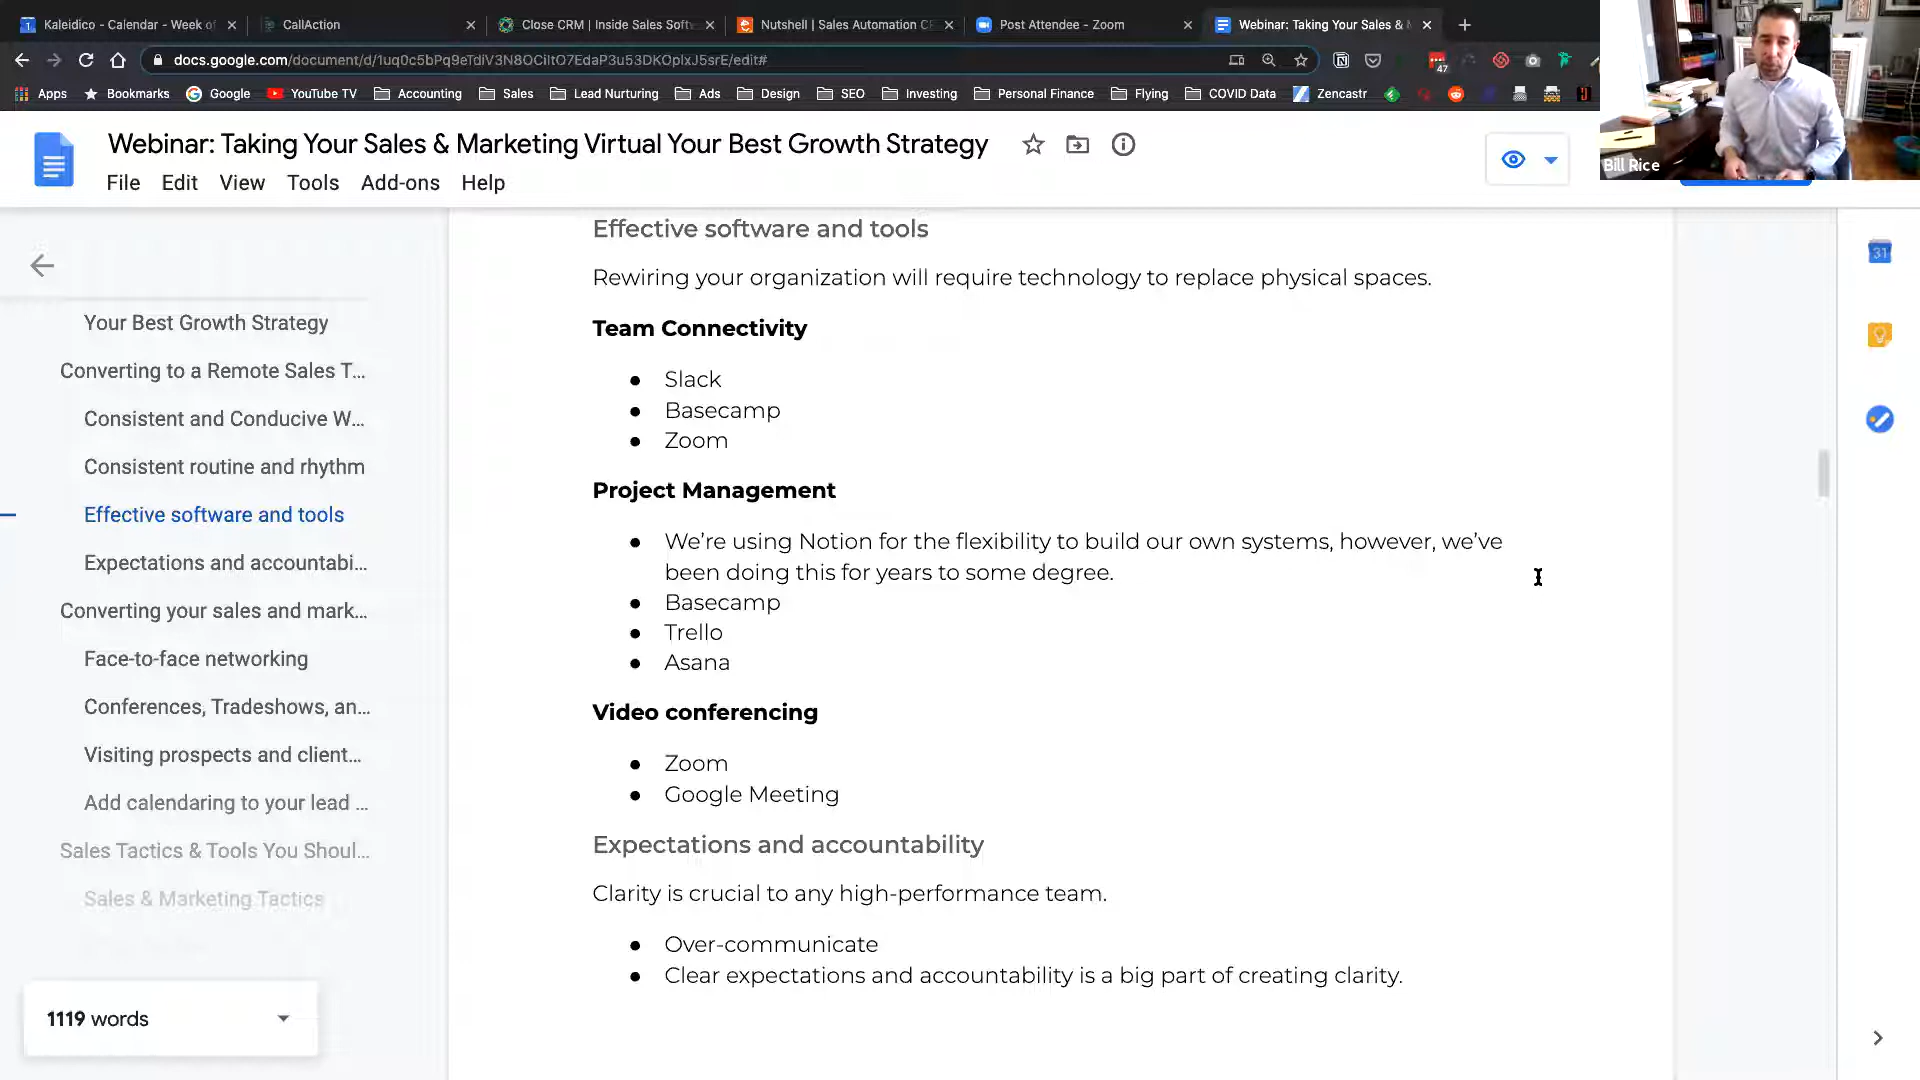 Kaleidico - Calendar - Week of
CallAction
Close CRM | Inside Sales Softw
Nutshell | Sales Automation CR
Post Attendee - Zoom
Webinar: Taking Your Sales & M
docs.google.com/document/d/1uq0c5bPq9eTdiV3N8OCiltO7EdaP3u53DKOplxJ5srE/edit#
47
Apps
Bookmarks
Google
YouTube TV
Accounting
Sales
Lead Nurturing
Ads
Design
SEO
Investing
Personal Finance
Flying
COVID Data
Zencastr
Bill Rice
Webinar: Taking Your Sales & Marketing Virtual Your Best Growth Strategy
File Edit View Tools Add-ons Help
Your Best Growth Strategy
Converting to a Remote Sales T...
Consistent and Conducive W...
Consistent routine and rhythm
Effective software and tools
Expectations and accountabi...
Converting your sales and mark...
Face-to-face networking
Conferences, Tradeshows, an...
Visiting prospects and client...
Add calendaring to your lead ...
Sales Tactics & Tools You Shoul...
Sales & Marketing Tactics
1119 words
Effective software and tools
Rewiring your organization will require technology to replace physical spaces.
Team Connectivity
● Slack
● Basecamp
● Zoom
Project Management
● We’re using Notion for the flexibility to build our own systems, however, we’ve
been doing this for years to some degree.
● Basecamp
● Trello
● Asana
Video conferencing
● Zoom
● Google Meeting
Expectations and accountability
Clarity is crucial to any high-performance team.
● Over-communicate
● Clear expectations and accountability is a big part of creating clarity.
31